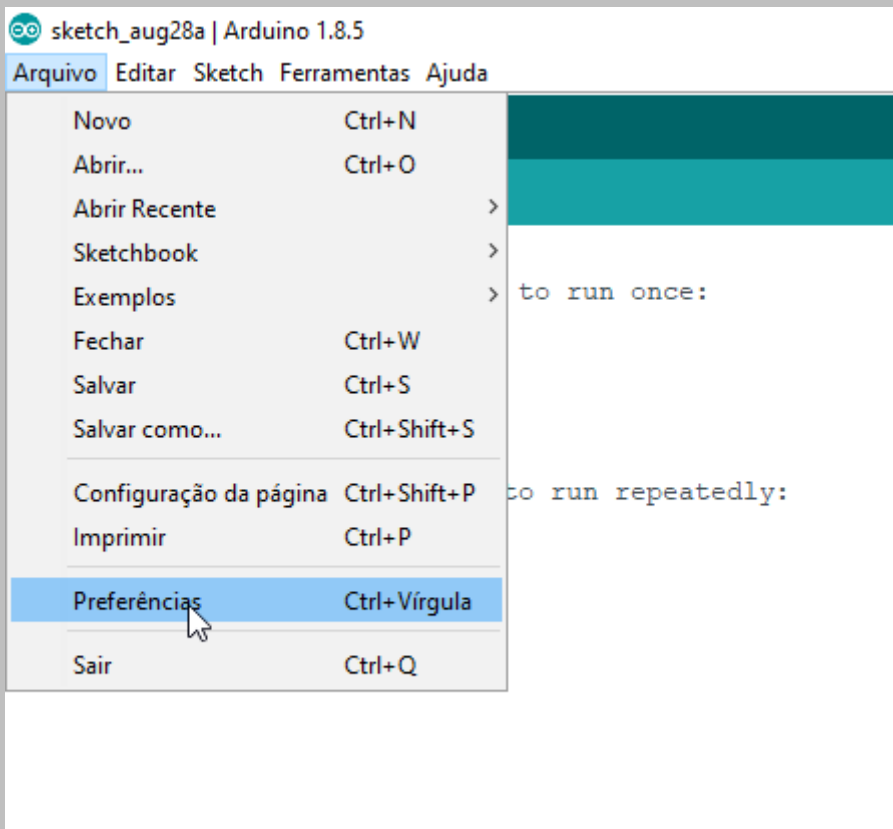 sketch_aug28a | Arduino 1.8.5
Arquivo Editar Sketch Ferramentas Ajuda
Novo Ctrl+N
Abrir... Ctrl+O
Abrir Recente
Sketchbook
Exemplos to run once:
Fechar Ctrl+W
Salvar Ctrl+S
Salvar como... Ctrl+Shift+S
Configuração da página Ctrl+Shift+P to run repeatedly:
Imprimir Ctrl+P
Preferências Ctrl+Vírgula
Sair Ctrl+Q